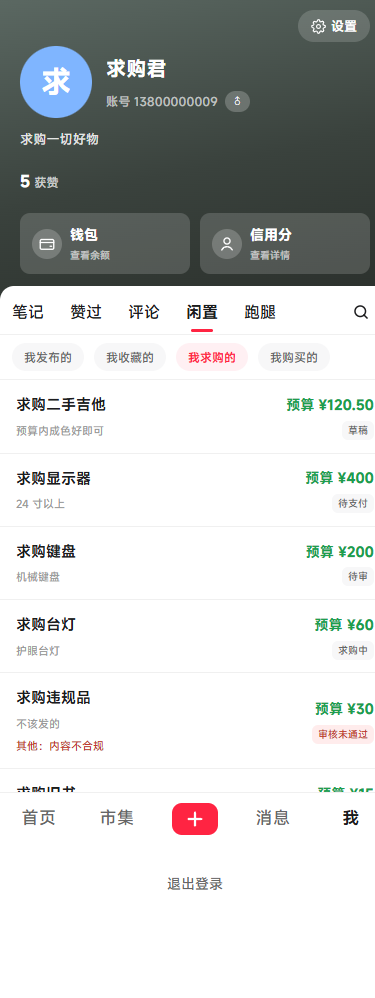 设置
求
求购君
账号 13800000009
求购一切好物
5 获赞
钱包
查看余额
信用分
查看详情
笔记 赞过 评论 闲置 跑腿
我发布的 我收藏的 我求购的 我购买的
求购二手吉他 预算 ¥120.50
预算内成色好即可 草稿
求购显示器 预算 ¥400
24 寸以上 待支付
求购键盘 预算 ¥200
机械键盘 待审
求购台灯 预算 ¥60
护眼台灯 求购中
求购违规品 预算 ¥30
不该发的 审核未通过
其他：内容不合规
求购旧书 预算 ¥15
首页 市集 消息 我
退出登录